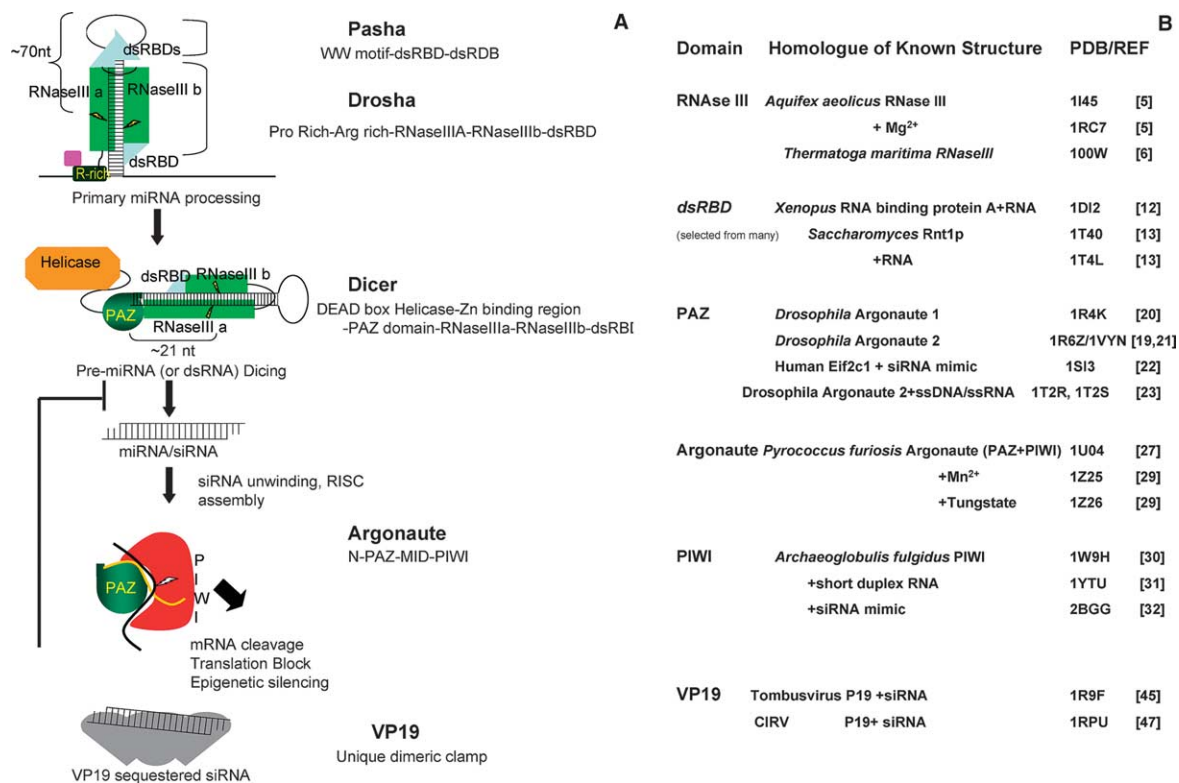 A
Pasha
WW motif-dsRBD-dsRDB
~70nt
dsRBDs
RNaseIII a
RNaseIII b
Drosha
Pro Rich-Arg rich-RNaseIIIA-RNaseIIIb-dsRBD
dsRBD
R-rich
Primary miRNA processing
Helicase
dsRBD
RNaseIII b
PAZ
RNaseIII a
Dicer
DEAD box Helicase-Zn binding region
-PAZ domain-RNaseIIIa-RNaseIIIb-dsRB
~21 nt
Pre-miRNA (or dsRNA) Dicing
miRNA/siRNA
siRNA unwinding, RISC
assembly
Argonaute
N-PAZ-MID-PIWI
PAZ
P
I
W
I
mRNA cleavage
Translation Block
Epigenetic silencing
VP19
Unique dimeric clamp
VP19 sequestered siRNA
B
Domain Homologue of Known Structure PDB/REF
RNAse III Aquifex aeolicus RNase III 1I45 [5]
+ Mg2+ 1RC7 [5]
Thermatoga maritima RNaseIII 100W [6]
dsRBD Xenopus RNA binding protein A+RNA 1DI2 [12]
(selected from many) Saccharomyces Rnt1p 1T40 [13]
+RNA 1T4L [13]
PAZ Drosophila Argonaute 1 1R4K [20]
Drosophila Argonaute 2 1R6Z/1VYN [19,21]
Human Eif2c1 + siRNA mimic 1SI3 [22]
Drosophila Argonaute 2+ssDNA/ssRNA 1T2R, 1T2S [23]
Argonaute Pyrococcus furiosis Argonaute (PAZ+PIWI) 1U04 [27]
+Mn2+ 1Z25 [29]
+Tungstate 1Z26 [29]
PIWI Archaeoglobulis fulgidus PIWI 1W9H [30]
+short duplex RNA 1YTU [31]
+siRNA mimic 2BGG [32]
VP19 Tombusvirus P19 +siRNA 1R9F [45]
CIRV P19+ siRNA 1RPU [47]